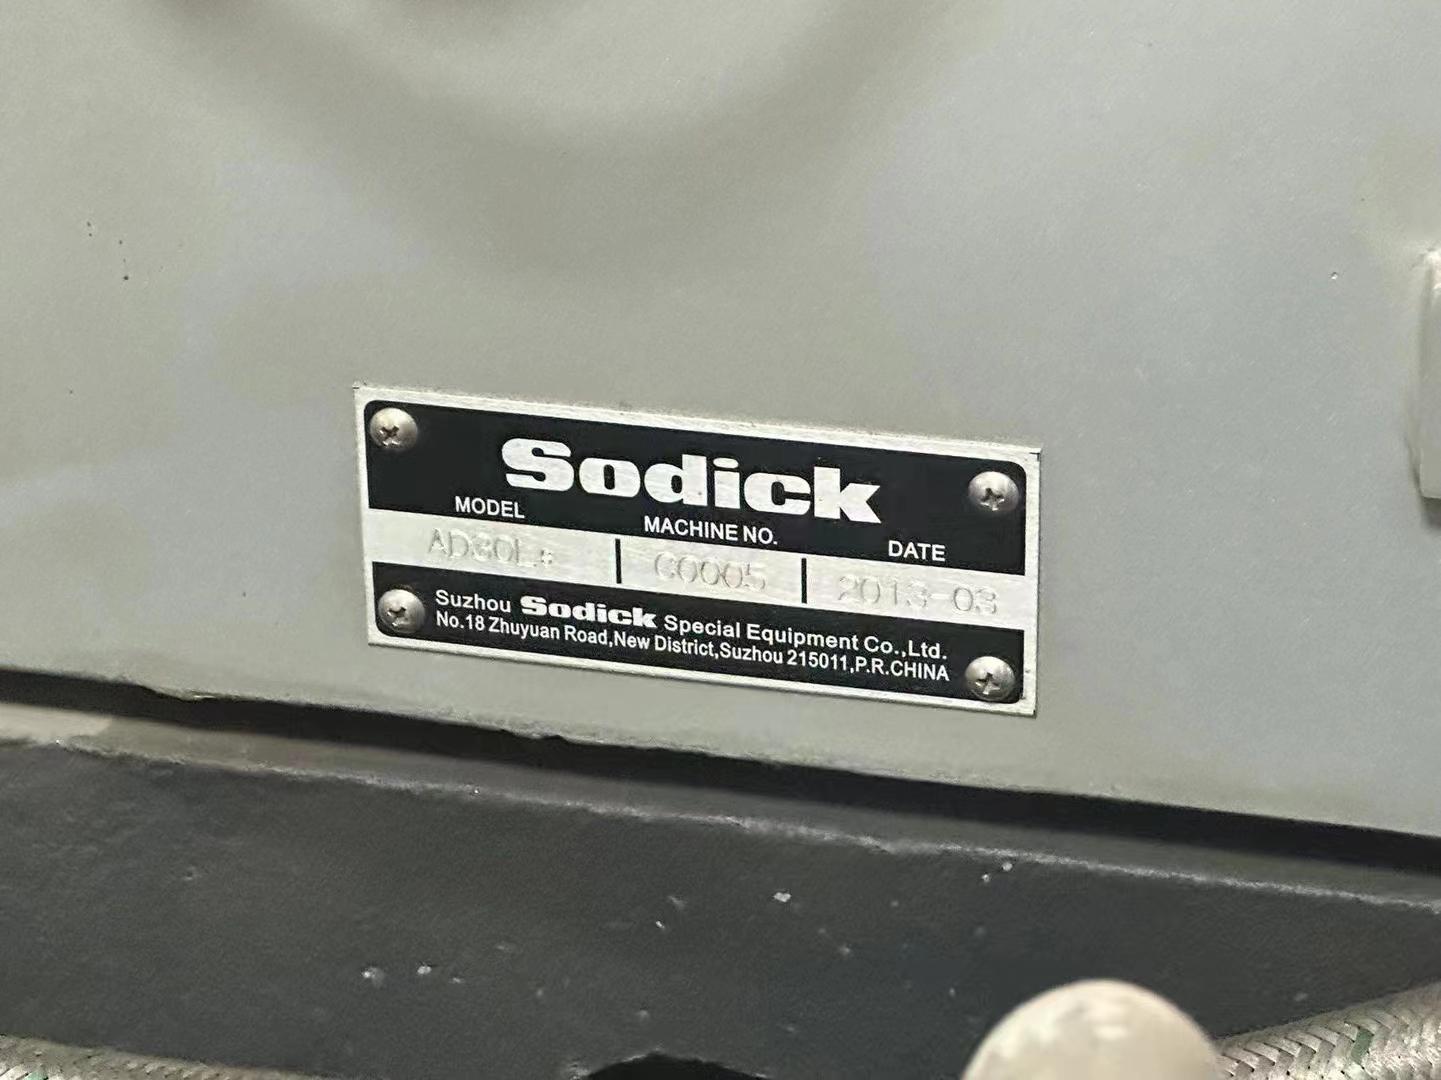 Sodick
MODEL MACHINE NO. DATE
AD30Ls C0005 2013-03
Suzhou Sodick Special Equipment Co.,Ltd.
No.18 Zhuyuan Road,New District,Suzhou 215011,P.R.CHINA